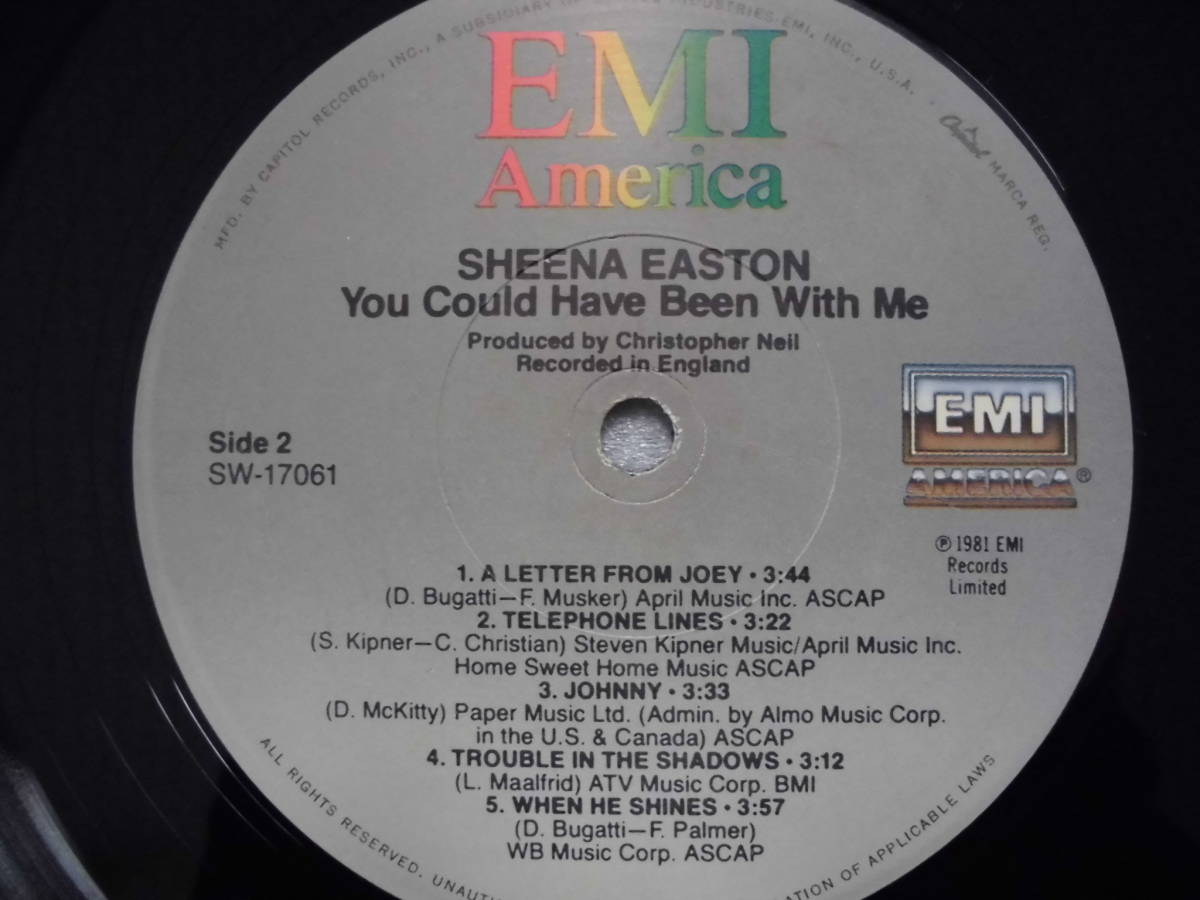 MFD. BY CAPITOL RECORDS, INC., A SUBSIDIARY INDUSTRIES-EMI, INC., U.S.A. · Capitol MARCA REG.
EMI
America
SHEENA EASTON
You Could Have Been With Me
Produced by Christopher Neil
Recorded in England
Side 2
SW-17061
EMI
AMERICA®
℗ 1981 EMI
Records
Limited
1. A LETTER FROM JOEY · 3:44
(D. Bugatti—F. Musker) April Music Inc. ASCAP
2. TELEPHONE LINES · 3:22
(S. Kipner—C. Christian) Steven Kipner Music/April Music Inc.
Home Sweet Home Music ASCAP
3. JOHNNY · 3:33
(D. McKitty) Paper Music Ltd. (Admin. by Almo Music Corp.
in the U.S. & Canada) ASCAP
4. TROUBLE IN THE SHADOWS · 3:12
(L. Maalfrid) ATV Music Corp. BMI
5. WHEN HE SHINES · 3:57
(D. Bugatti—F. Palmer)
WB Music Corp. ASCAP
ALL RIGHTS RESERVED. OF APPLICABLE LAWS